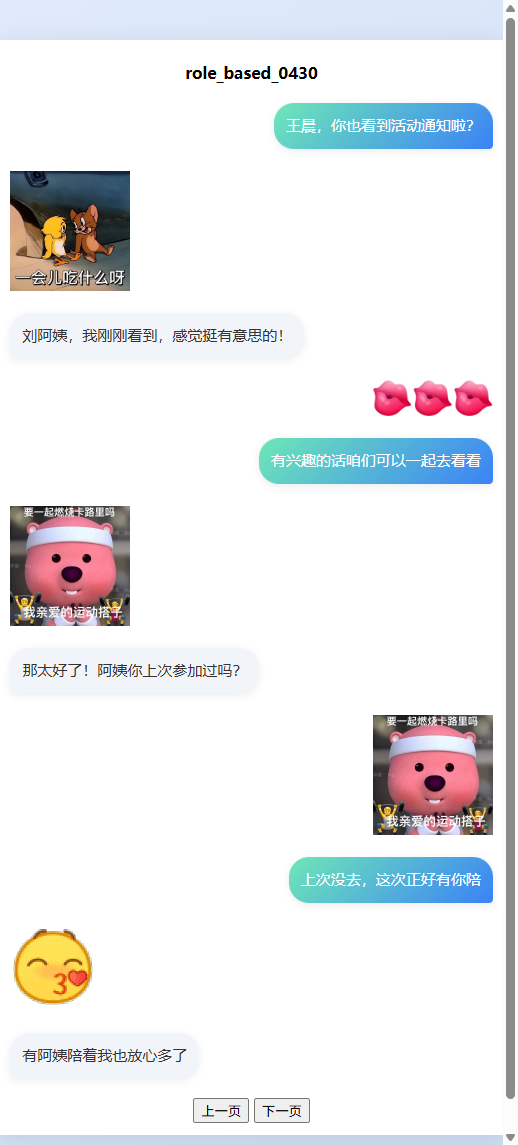 role_based_0430
王晨，你也看到活动通知啦？
一会儿吃什么呀
刘阿姨，我刚刚看到，感觉挺有意思的！
有兴趣的话咱们可以一起去看看
要一起燃烧卡路里吗
我亲爱的运动搭子
那太好了！阿姨你上次参加过吗？
要一起燃烧卡路里吗
我亲爱的运动搭子
上次没去，这次正好有你陪
有阿姨陪着我也放心多了
上一页 下一页